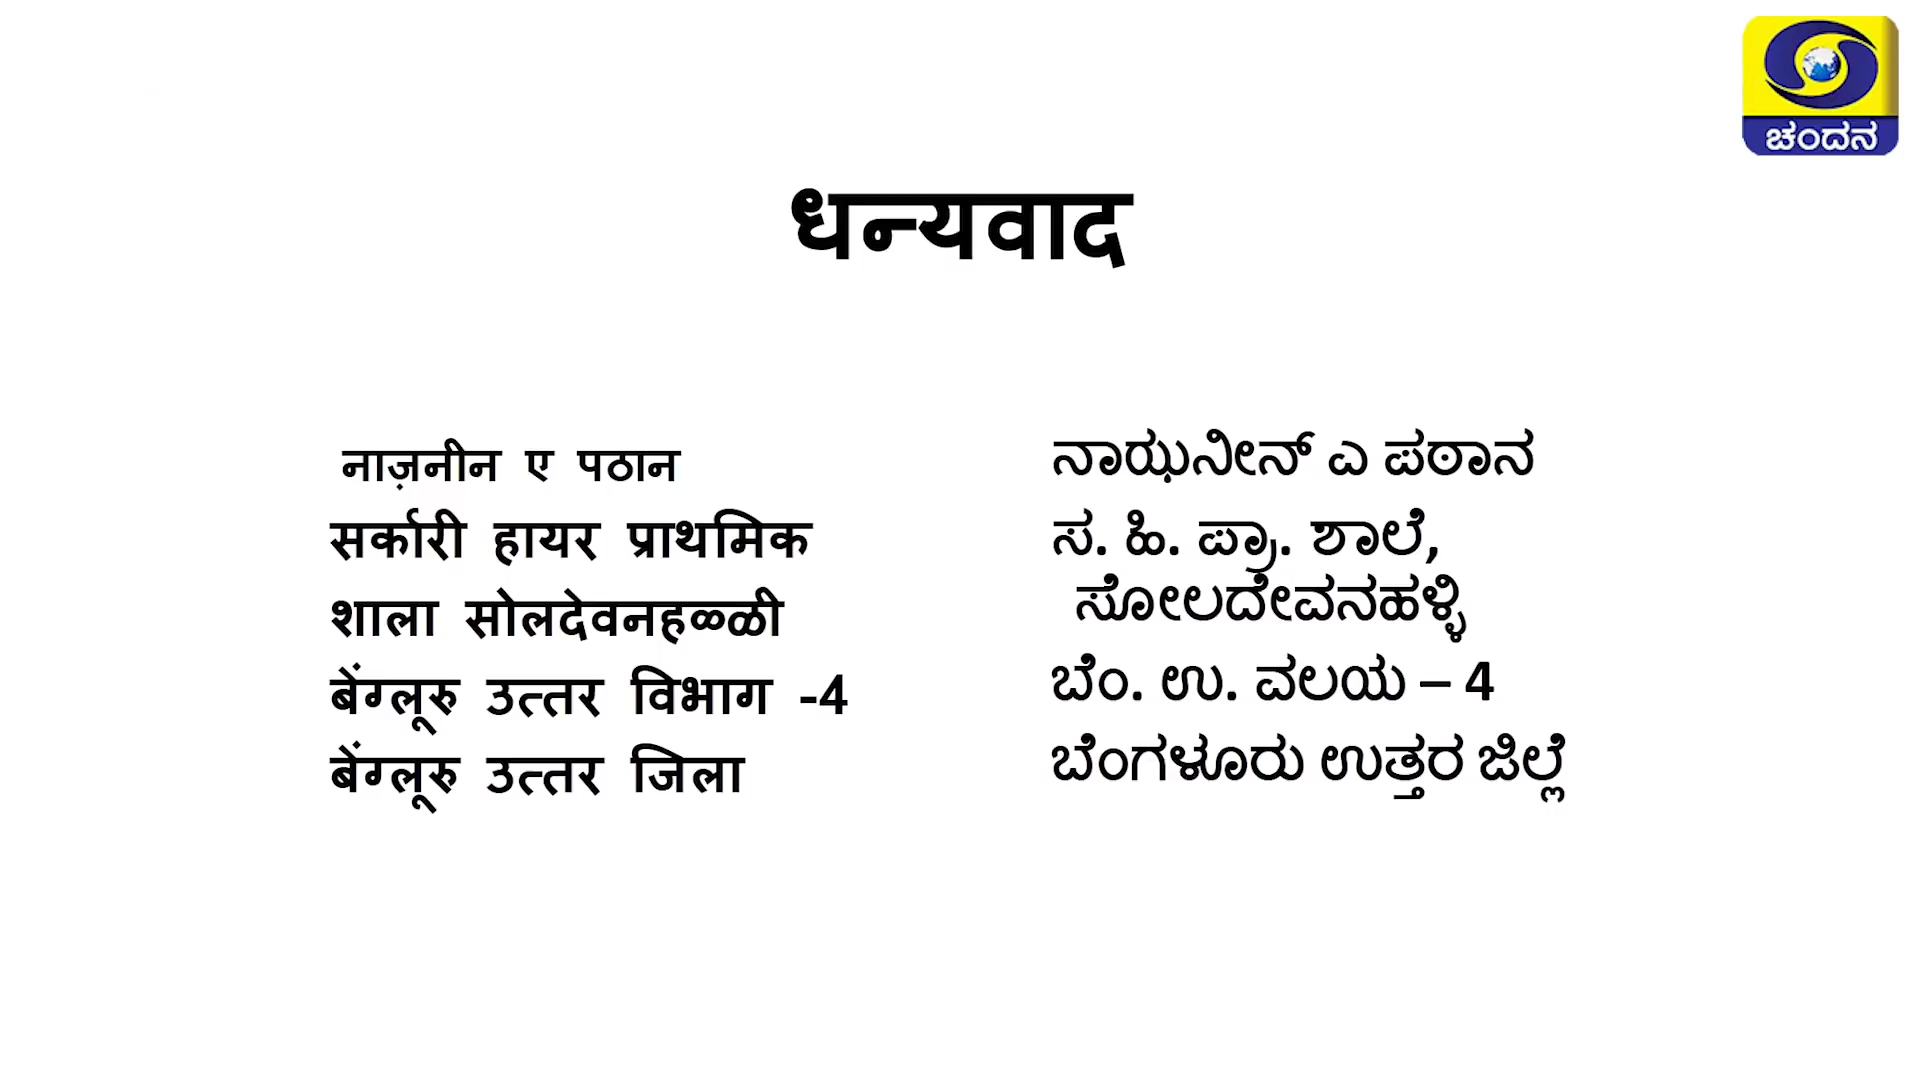 ಚಂದನ
धन्यवाद
नाज़नीन ए पठान
सर्कारी हायर प्राथमिक
शाला सोलदेवनहळ्ळी
बेंग्लूरु उत्तर विभाग -4
बेंग्लूरु उत्तर जिला
ನಾಝನೀನ್ ಎ ಪಠಾನ
ಸ. ಹಿ. ಪ್ರಾ. ಶಾಲೆ,
ಸೋಲದೇವನಹಳ್ಳಿ
ಬೆಂ. ಉ. ವಲಯ – 4
ಬೆಂಗಳೂರು ಉತ್ತರ ಜಿಲ್ಲೆ